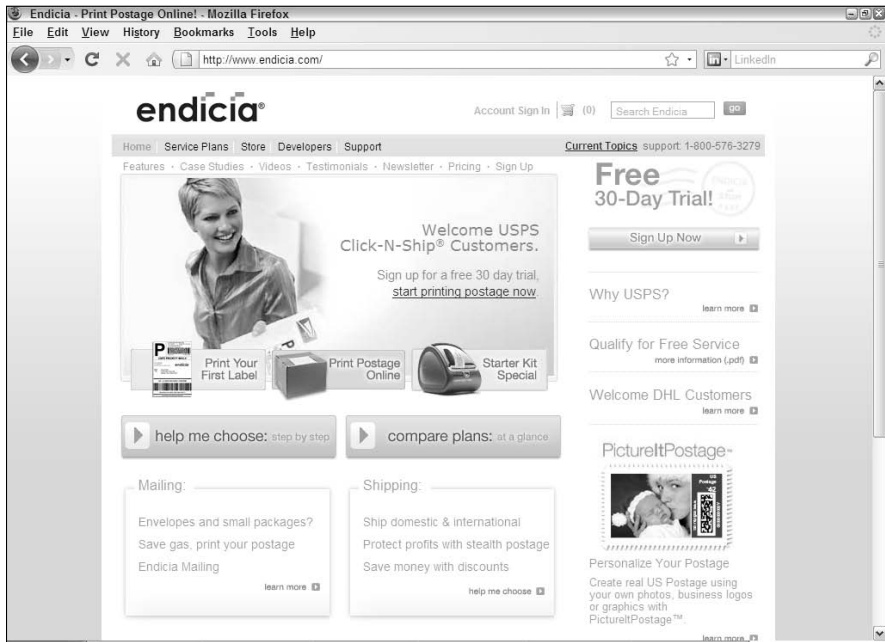 Endicia - Print Postage Online! - Mozilla Firefox
File Edit View History Bookmarks Tools Help
http://www.endicia.com/
LinkedIn
endicia®
Account Sign In (0) Search Endicia go
Home Service Plans Store Developers Support
Current Topics support: 1-800-576-3279
Features · Case Studies · Videos · Testimonials · Newsletter · Pricing · Sign Up
Welcome USPS
Click-N-Ship® Customers.
Sign up for a free 30 day trial,
start printing postage now.
P
Print Your
First Label
Print Postage
Online
Starter Kit
Special
help me choose: step by step
compare plans: at a glance
Mailing:
Envelopes and small packages?
Save gas, print your postage
Endicia Mailing
learn more
Shipping:
Ship domestic & international
Protect profits with stealth postage
Save money with discounts
help me choose
Free
30-Day Trial!
ENDICIA
Sign Up Now
Why USPS?
learn more
Qualify for Free Service
more information (.pdf)
Welcome DHL Customers
learn more
PictureItPostage™
US
Postage
Personalize Your Postage
Create real US Postage using
your own photos, business logos
or graphics with
PictureItPostage™.
learn more